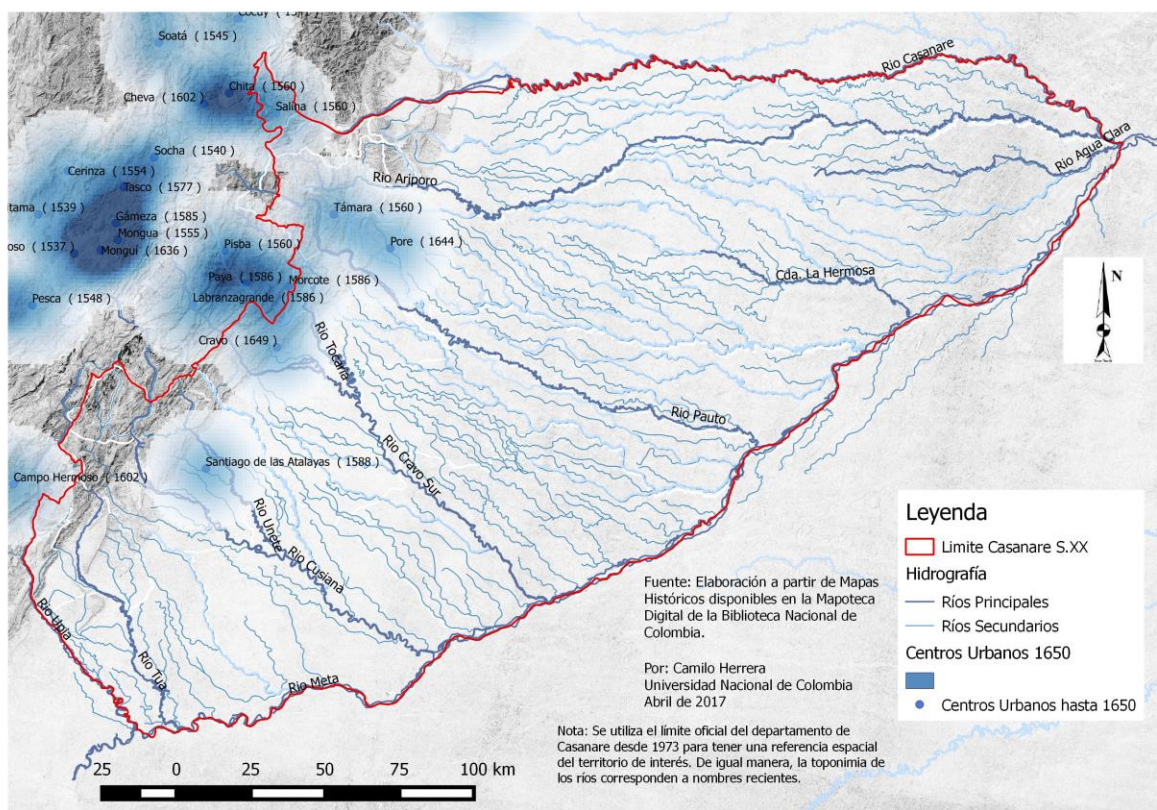 Cocuy ( 1541 )
Soatá ( 1545 )
Chita ( 1560 )
Cheva ( 1602 )
Salina ( 1560 )
Rio Casanare
Socha ( 1540 )
Rio Agua Clara
Cerinza ( 1554 )
Rio Ariporo
Tasco ( 1577 )
tama ( 1539 )
Támara ( 1560 )
Gámeza ( 1585 )
Mongua ( 1555 )
oso ( 1537 )
Monguí ( 1636 )
Pisba ( 1560 )
Pore ( 1644 )
Paya ( 1586 )
Morcote ( 1586 )
Cda. La Hermosa
Pesca ( 1548 )
Labranzagrande ( 1586 )
N
Cravo ( 1649 )
Rio Tocaria
Rio Pauto
Santiago de las Atalayas ( 1588 )
Rio Cravo Sur
Campo Hermoso ( 1602 )
Rio Unete
Rio Cusiana
Rio Upia
Rio Tua
Rio Meta
Leyenda
Limite Casanare S.XX
Hidrografía
Ríos Principales
Ríos Secundarios
Centros Urbanos 1650
Centros Urbanos hasta 1650
Fuente: Elaboración a partir de Mapas
Históricos disponibles en la Mapoteca
Digital de la Biblioteca Nacional de
Colombia.
Por: Camilo Herrera
Universidad Nacional de Colombia
Abril de 2017
Nota: Se utiliza el límite oficial del departamento de
Casanare desde 1973 para tener una referencia espacial
del territorio de interés. De igual manera, la toponimia de
los ríos corresponden a nombres recientes.
25 0 25 50 75 100 km